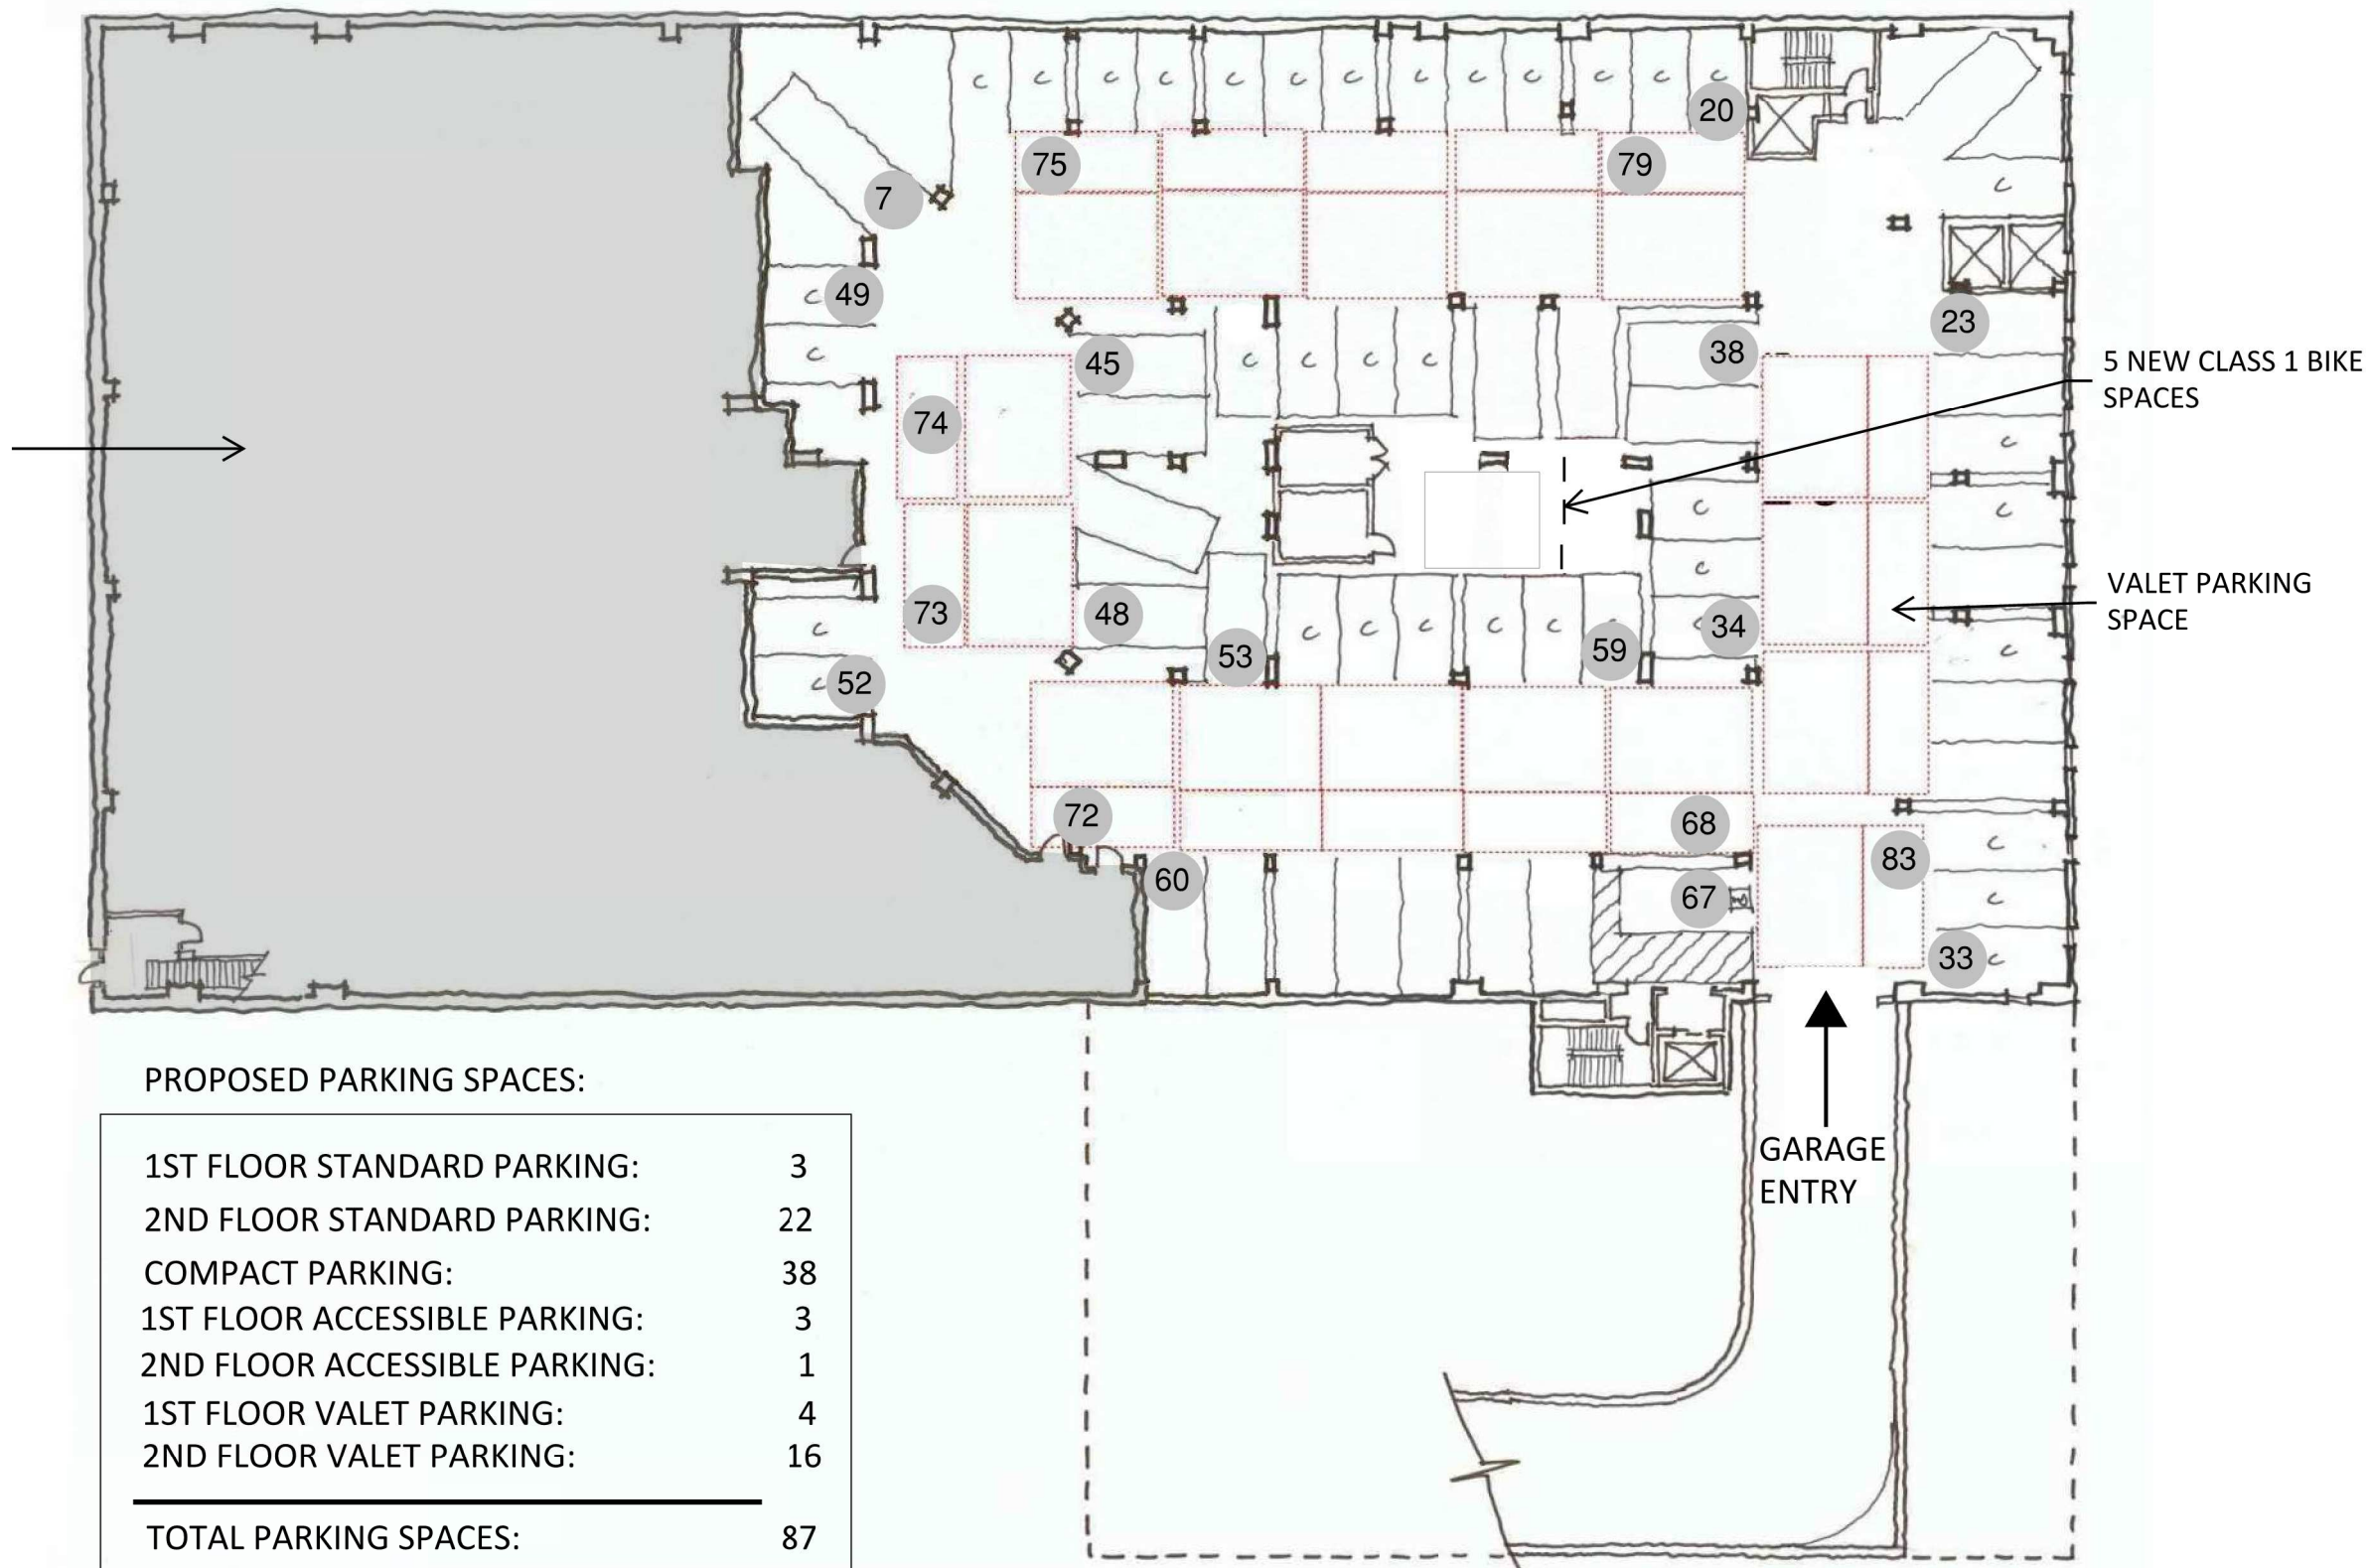 C C C C C C C C C C C C C
20
75
79
7
C
49
C
45
C C C C
38
23
C
74
C
C
C
C
73
48
53
C C C C C
59
34
C
52
C
72
68
60
67
83
C
C
33 C
5 NEW CLASS 1 BIKE
SPACES
VALET PARKING
SPACE
GARAGE
ENTRY
PROPOSED PARKING SPACES:
1ST FLOOR STANDARD PARKING: 3
2ND FLOOR STANDARD PARKING: 22
COMPACT PARKING: 38
1ST FLOOR ACCESSIBLE PARKING: 3
2ND FLOOR ACCESSIBLE PARKING: 1
1ST FLOOR VALET PARKING: 4
2ND FLOOR VALET PARKING: 16
TOTAL PARKING SPACES: 87